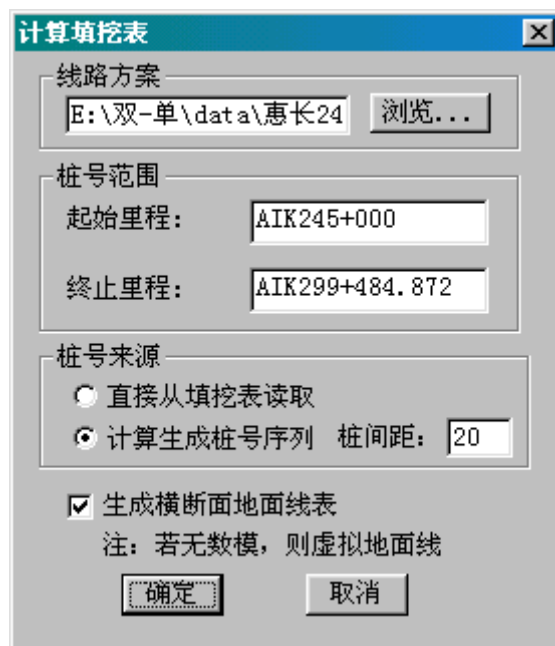 计算填挖表
线路方案
E:\双-单\data\惠长24 浏览...
桩号范围
起始里程： AIK245+000
终止里程： AIK299+484.872
桩号来源
直接从填挖表读取
计算生成桩号序列 桩间距： 20
生成横断面地面线表
注：若无数模，则虚拟地面线
确定 取消